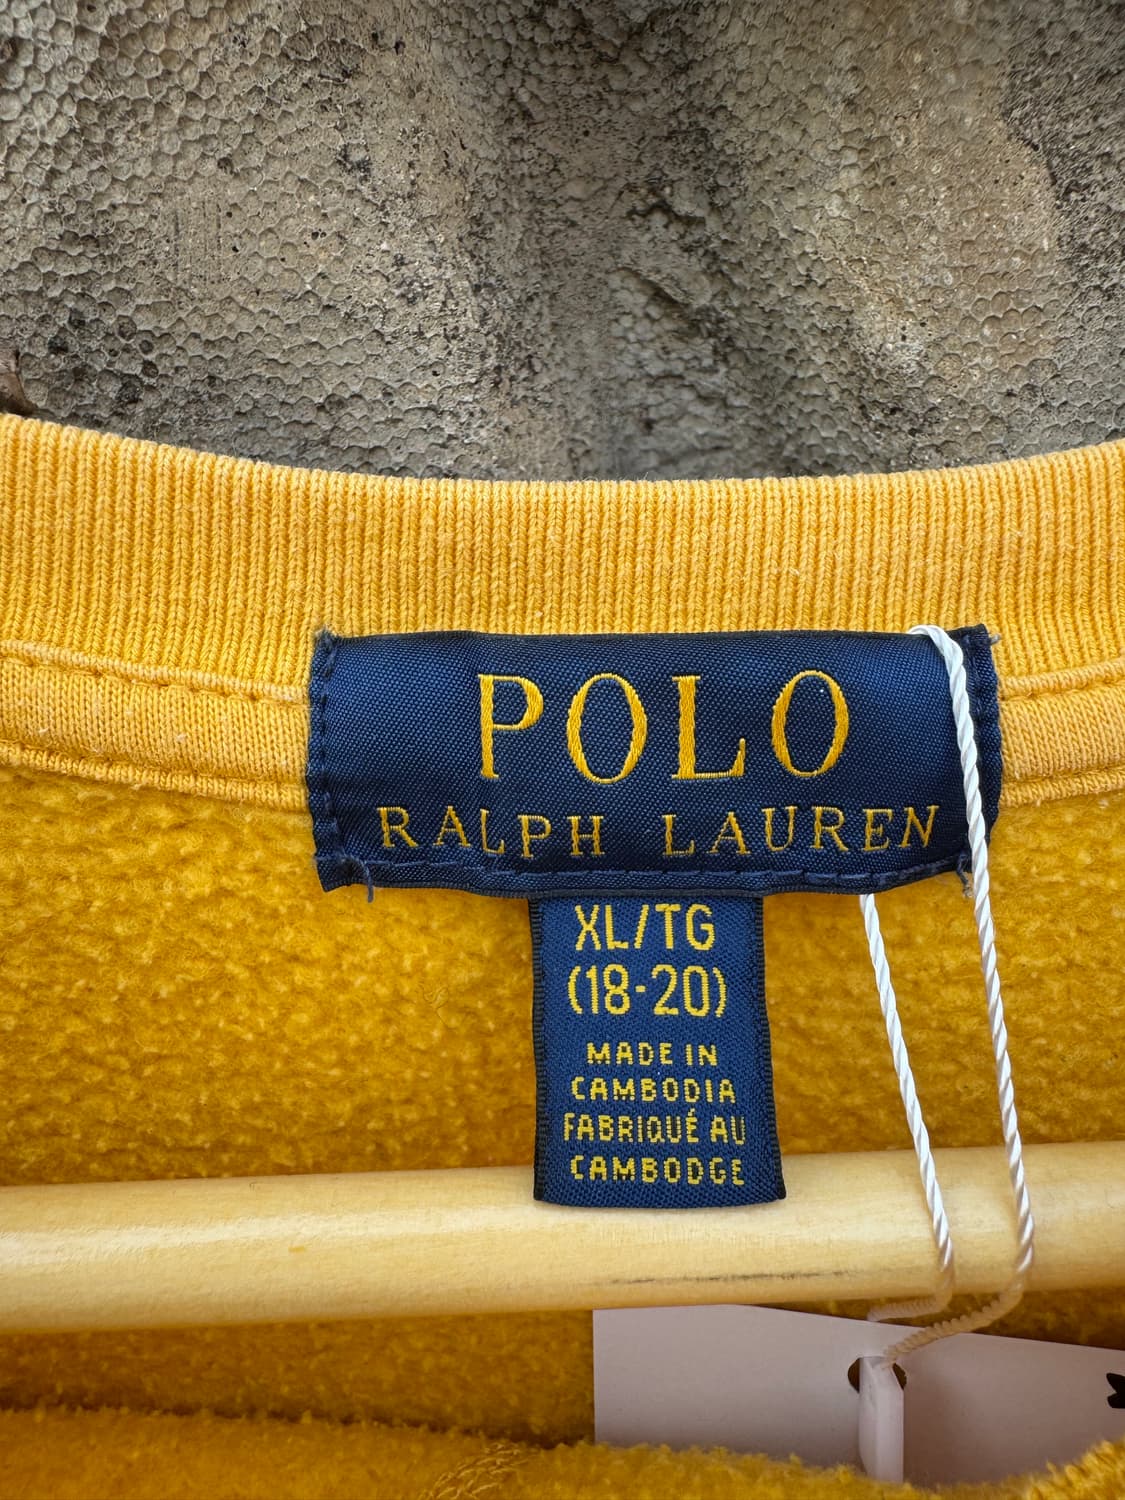 POLO
RALPH LAUREN
XL/TG
(18-20)
MADE IN
CAMBODIA
FABRIQUÉ AU
CAMBODGE